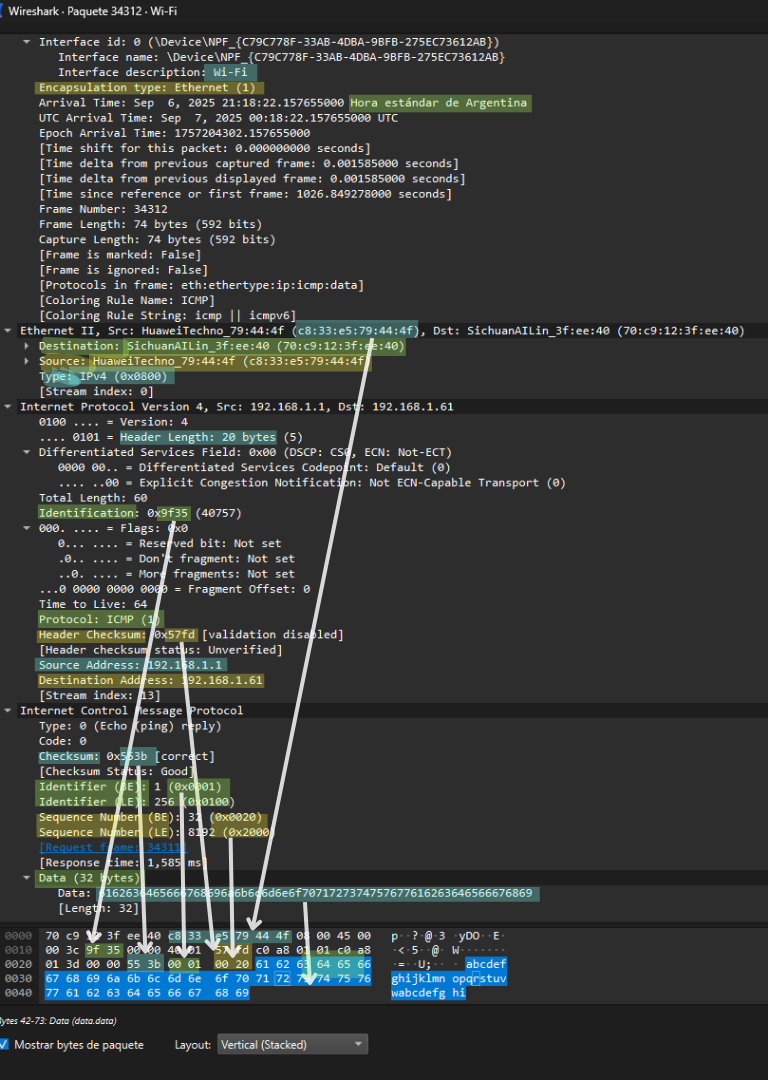 Wireshark · Paquete 34312 · Wi-Fi
Interface id: 0 (\Device\NPF_{C79C778F-33AB-4DBA-9BFB-275EC73612AB})
Interface name: \Device\NPF_{C79C778F-33AB-4DBA-9BFB-275EC73612AB}
Interface description: Wi-Fi
Encapsulation type: Ethernet (1)
Arrival Time: Sep  6, 2025 21:18:22.157655000 Hora estándar de Argentina
UTC Arrival Time: Sep  7, 2025 00:18:22.157655000 UTC
Epoch Arrival Time: 1757204302.157655000
[Time shift for this packet: 0.000000000 seconds]
[Time delta from previous captured frame: 0.001585000 seconds]
[Time delta from previous displayed frame: 0.001585000 seconds]
[Time since reference or first frame: 1026.849278000 seconds]
Frame Number: 34312
Frame Length: 74 bytes (592 bits)
Capture Length: 74 bytes (592 bits)
[Frame is marked: False]
[Frame is ignored: False]
[Protocols in frame: eth:ethertype:ip:icmp:data]
[Coloring Rule Name: ICMP]
[Coloring Rule String: icmp || icmpv6]
Ethernet II, Src: HuaweiTechno_79:44:4f (c8:33:e5:79:44:4f), Dst: SichuanAILin_3f:ee:40 (70:c9:12:3f:ee:40)
Destination: SichuanAILin_3f:ee:40 (70:c9:12:3f:ee:40)
Source: HuaweiTechno_79:44:4f (c8:33:e5:79:44:4f)
Type: IPv4 (0x0800)
[Stream index: 0]
Internet Protocol Version 4, Src: 192.168.1.1, Dst: 192.168.1.61
0100 .... = Version: 4
.... 0101 = Header Length: 20 bytes (5)
Differentiated Services Field: 0x00 (DSCP: CS0, ECN: Not-ECT)
0000 00.. = Differentiated Services Codepoint: Default (0)
.... ..00 = Explicit Congestion Notification: Not ECN-Capable Transport (0)
Total Length: 60
Identification: 0x9f35 (40757)
000. .... = Flags: 0x0
0... .... = Reserved bit: Not set
.0.. .... = Don't fragment: Not set
..0. .... = More fragments: Not set
...0 0000 0000 0000 = Fragment Offset: 0
Time to Live: 64
Protocol: ICMP (1)
Header Checksum: 0x57fd [validation disabled]
[Header checksum status: Unverified]
Source Address: 192.168.1.1
Destination Address: 192.168.1.61
[Stream index: 13]
Internet Control Message Protocol
Type: 0 (Echo (ping) reply)
Code: 0
Checksum: 0x553b [correct]
[Checksum Status: Good]
Identifier (BE): 1 (0x0001)
Identifier (LE): 256 (0x0100)
Sequence Number (BE): 32 (0x0020)
Sequence Number (LE): 8192 (0x2000)
[Request frame: 34311]
[Response time: 1,585 ms]
Data (32 bytes)
Data: 6162636465666768696a6b6c6d6e6f7071727374757677616263646566676869
[Length: 32]
0000 70 c9 12 3f ee 40 c8 33 e5 79 44 4f 08 00 45 00 p··?·@·3 ·yDO··E·
0010 00 3c 9f 35 00 00 40 01 57 fd c0 a8 01 01 c0 a8 ·<·5··@· W·······
0020 01 3d 00 00 55 3b 00 01 00 20 61 62 63 64 65 66 ·=··U;·· · abcdef
0030 67 68 69 6a 6b 6c 6d 6e 6f 70 71 72 73 74 75 76 ghijklmn opqrstuv
0040 77 61 62 63 64 65 66 67 68 69 wabcdefg hi
Bytes 42-73: Data (data.data)
Mostrar bytes de paquete Layout: Vertical (Stacked)